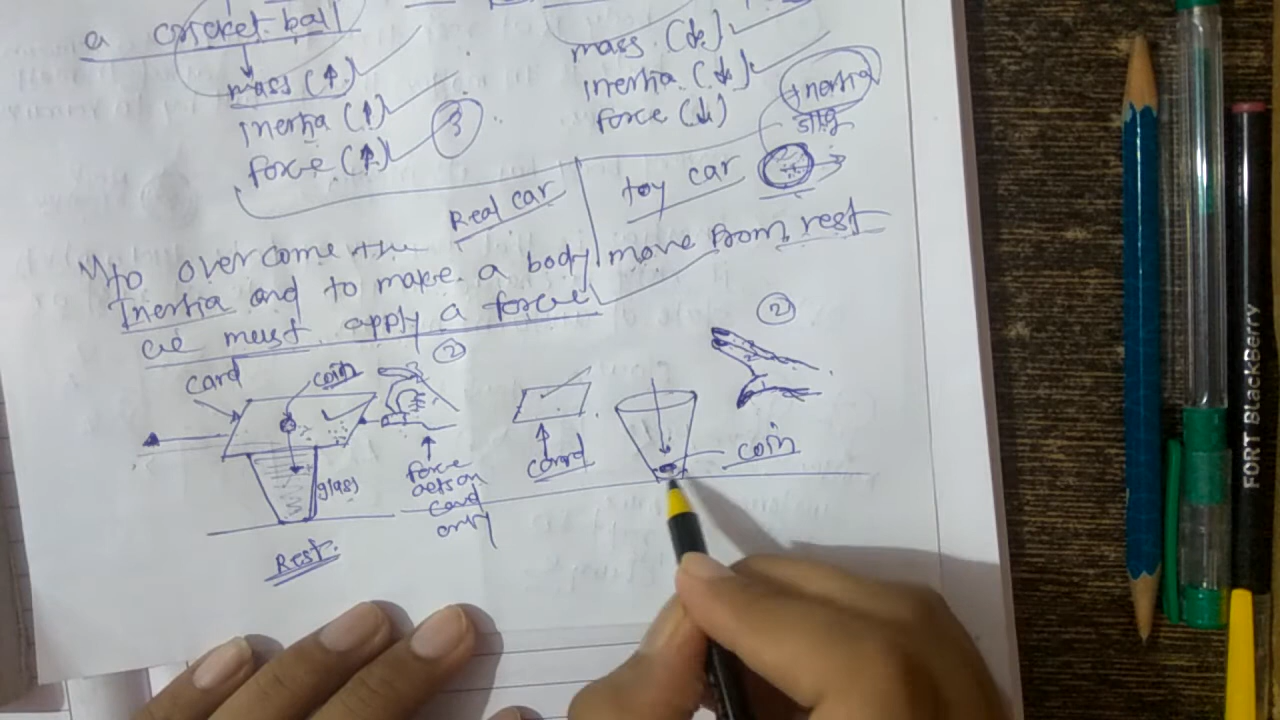 a cricket ball
mass (↑)
inertia (↑)
force (↑)
3
mass (↓)
inertia (↓)
force (↓)
inertia
Real car
toy car
to overcome the
Inertia and to make a body move from rest
we must apply a force
card
coin
2
glass
force
acts on
card
only
Rest.
card
2
coin
FORT BlackBerry